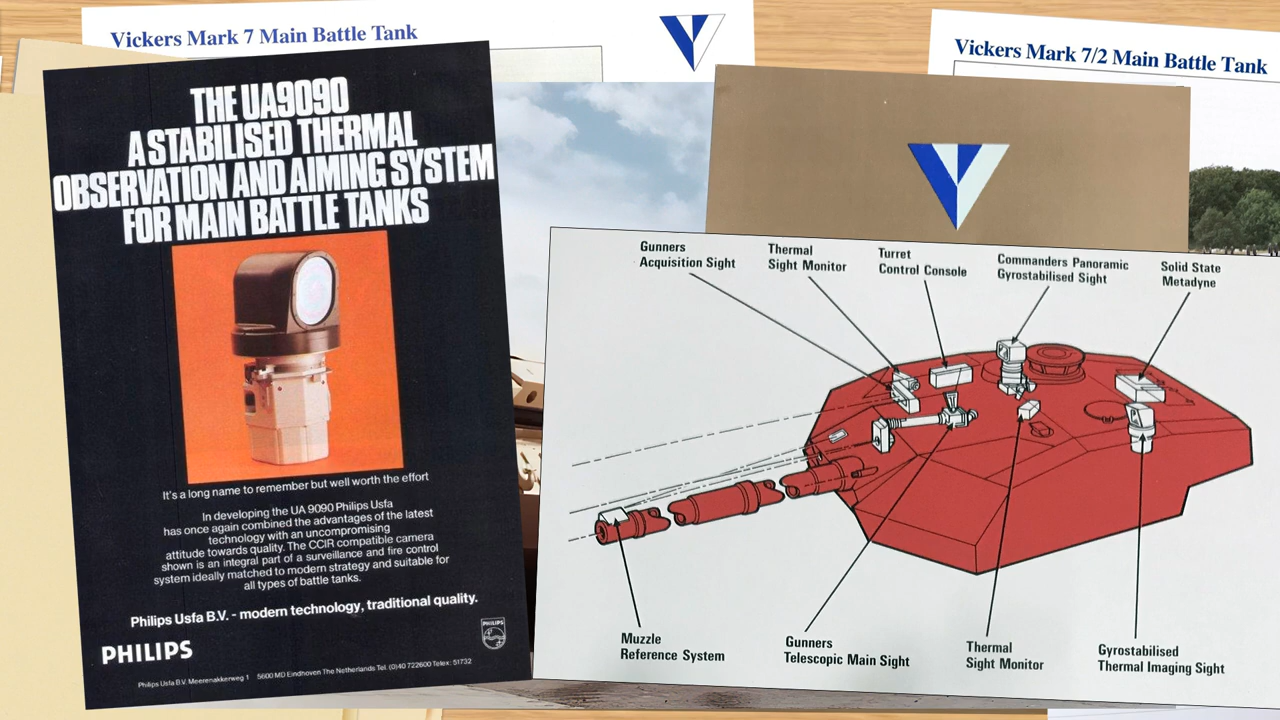 Vickers Mark 7 Main Battle Tank
Vickers Mark 7/2 Main Battle Tank
THE UA9090
A STABILISED THERMAL
OBSERVATION AND AIMING SYSTEM
FOR MAIN BATTLE TANKS
It's a long name to remember but well worth the effort
In developing the UA 9090 Philips Usfa
has once again combined the advantages of the latest
technology with an uncompromising
attitude towards quality. The CCIR compatible camera
shown is an integral part of a surveillance and fire control
system ideally matched to modern strategy and suitable for
all types of battle tanks.
Philips Usfa B.V. - modern technology, traditional quality.
PHILIPS
PHILIPS
Philips Usfa B.V. Meerenakkerweg 1 5600 MD Eindhoven The Netherlands Tel. (0)40 722600 Telex: 51732
Gunners
Acquisition Sight
Thermal
Sight Monitor
Turret
Control Console
Commanders Panoramic
Gyrostabilised Sight
Solid State
Metadyne
Muzzle
Reference System
Gunners
Telescopic Main Sight
Thermal
Sight Monitor
Gyrostabilised
Thermal Imaging Sight